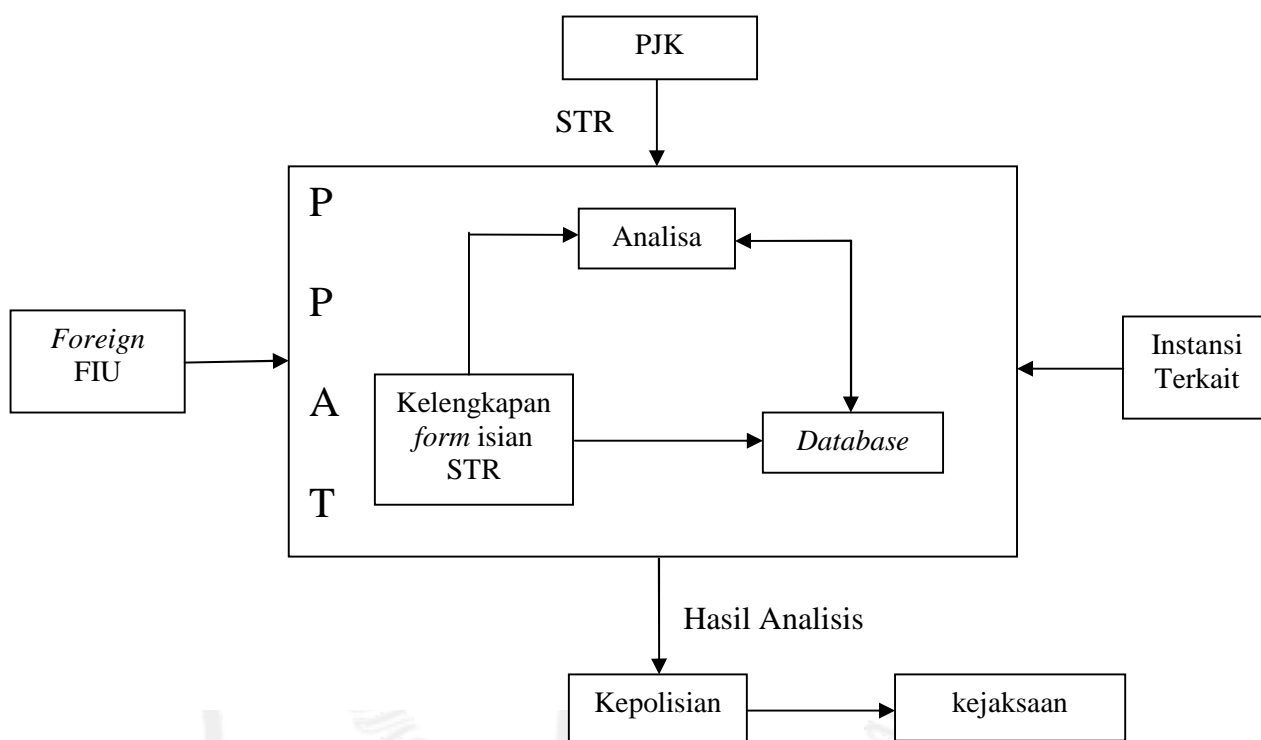 PJK
STR
P
P
A
T
Analisa
Foreign
FIU
Instansi
Terkait
Kelengkapan
form isian
STR
Database
Hasil Analisis
Kepolisian
kejaksaan